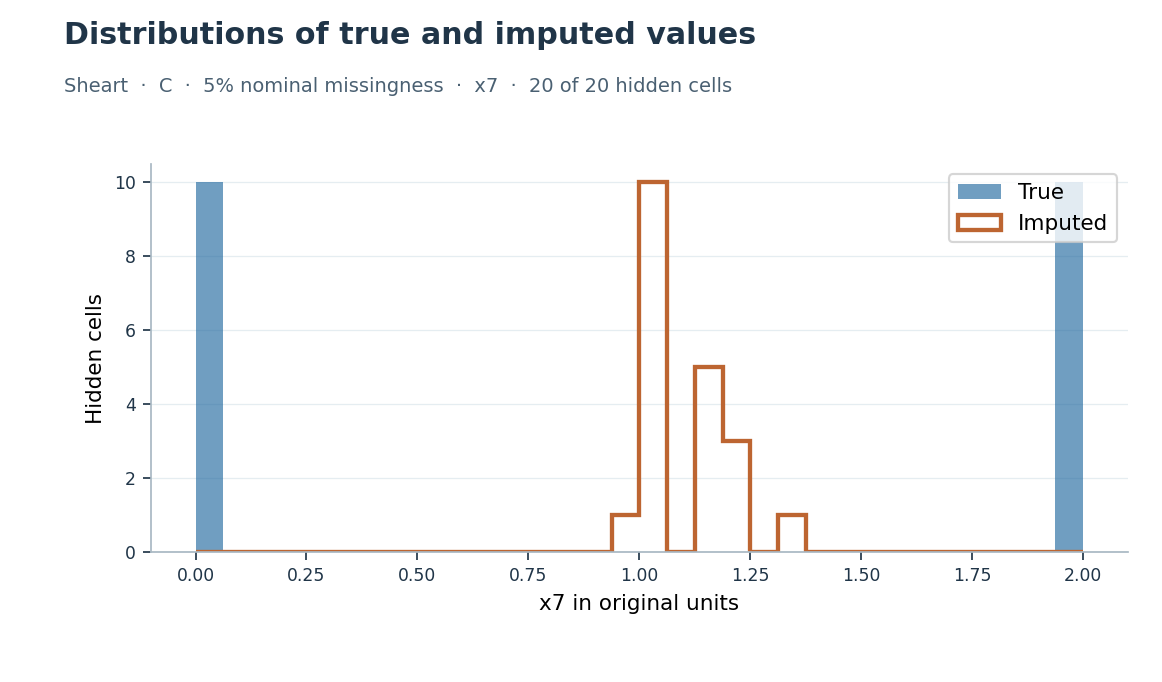 Distributions of true and imputed values
Sheart · C · 5% nominal missingness · x7 · 20 of 20 hidden cells
True
Imputed
Hidden cells
10
8
6
4
2
0
0.00 0.25 0.50 0.75 1.00 1.25 1.50 1.75 2.00
x7 in original units